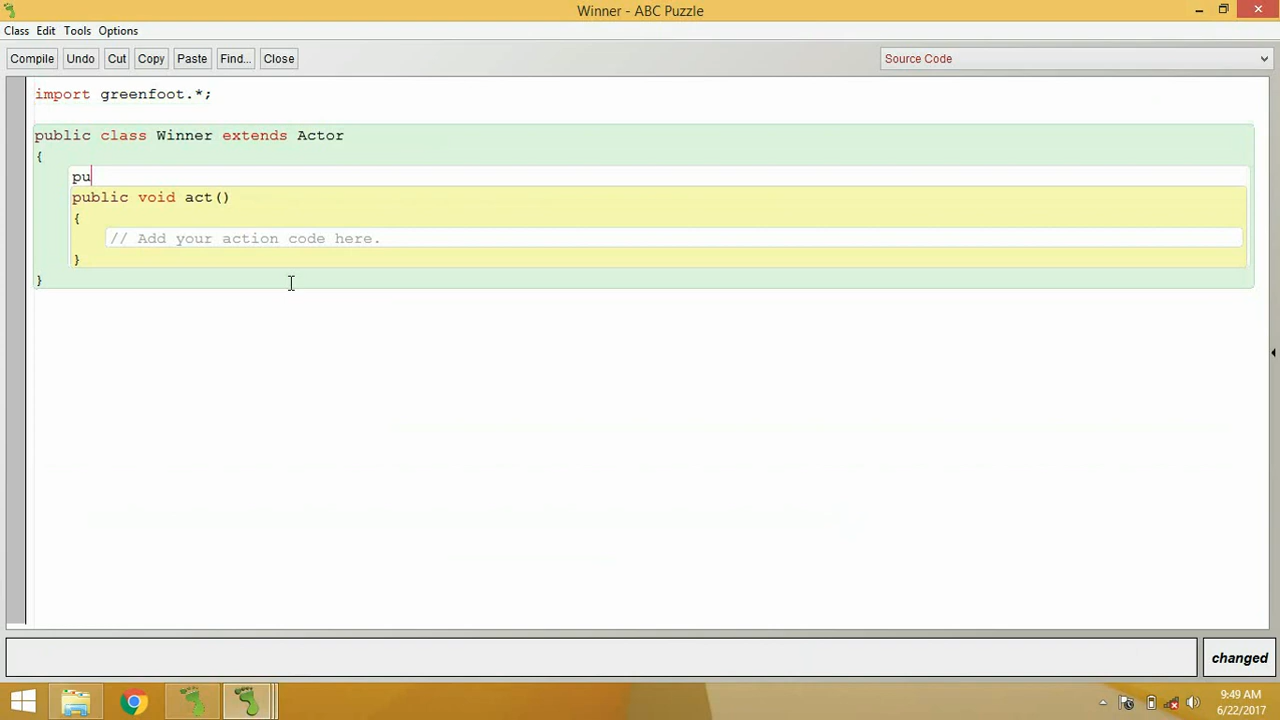 Winner - ABC Puzzle
Class Edit Tools Options
Compile Undo Cut Copy Paste Find... Close Source Code
import greenfoot.*;
public class Winner extends Actor
{
pu
public void act()
{
// Add your action code here.
}
}
changed
9:49 AM
6/22/2017